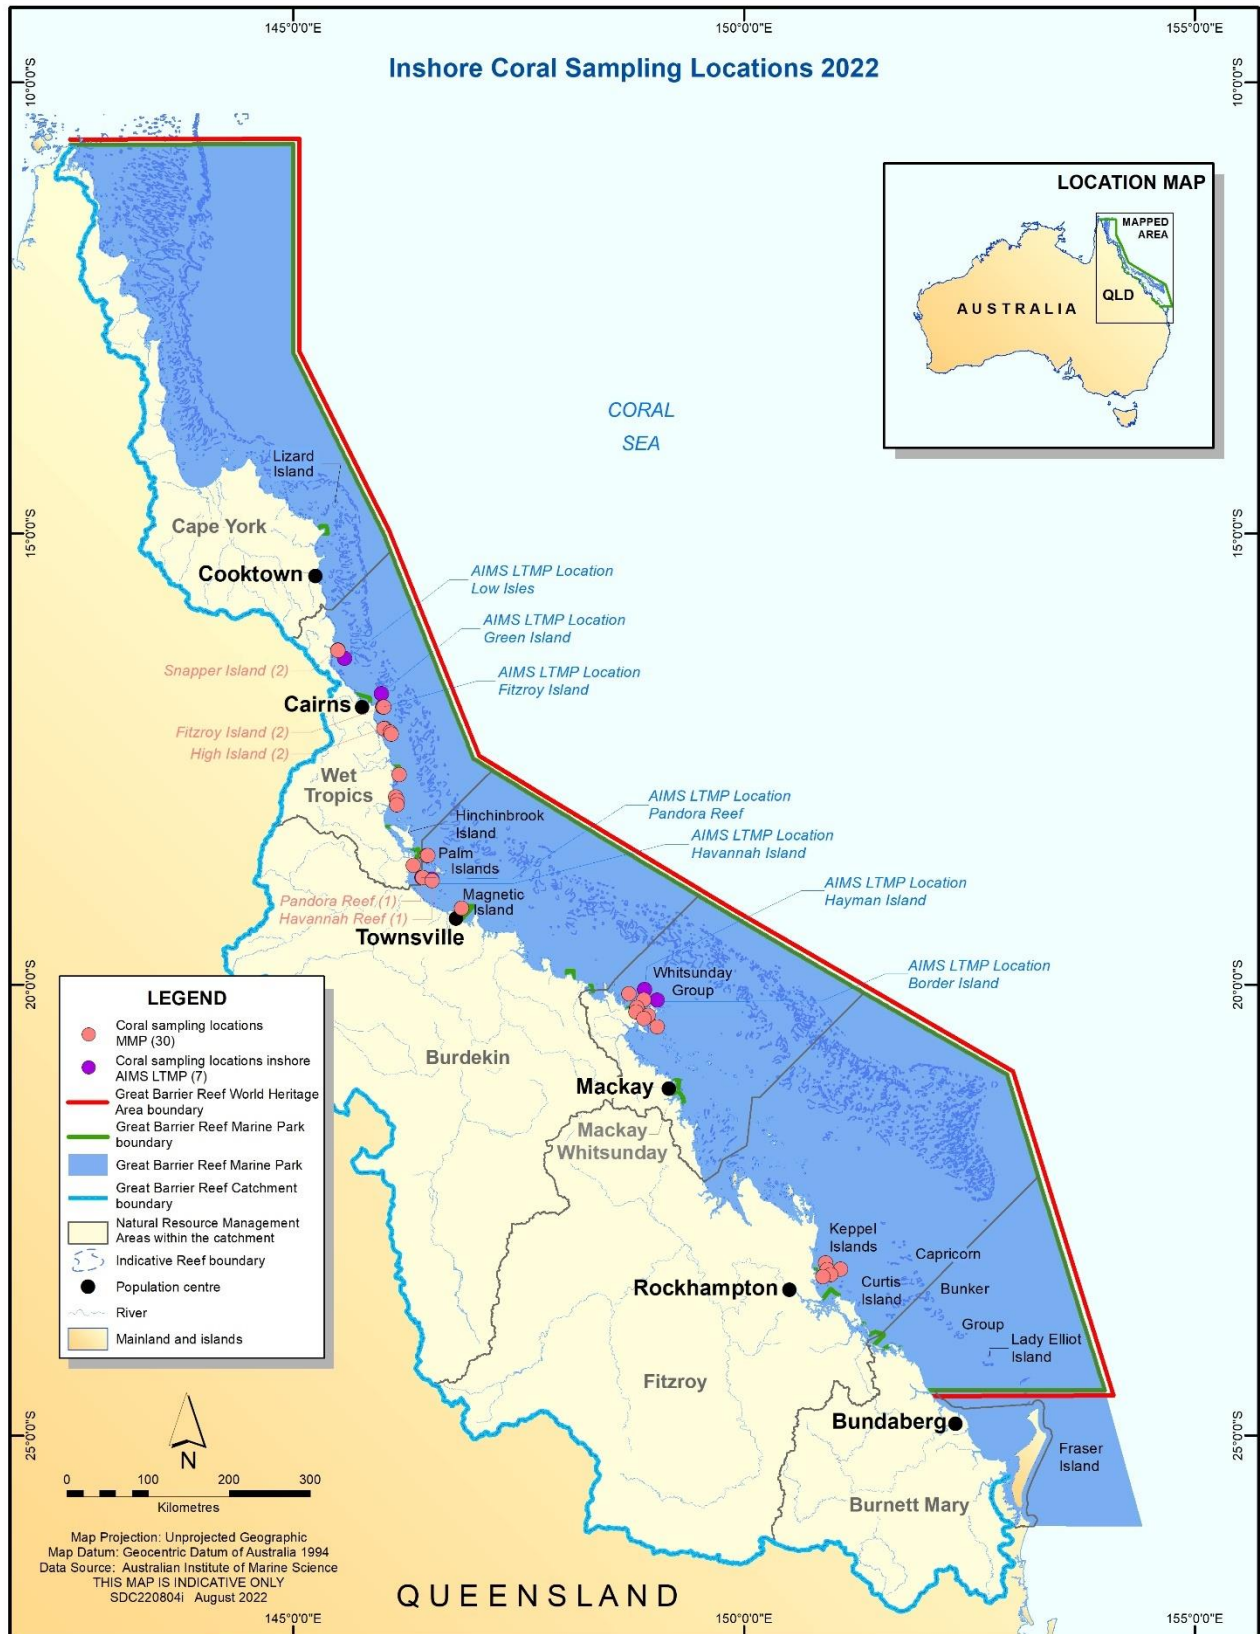 145°0'0"E
150°0'0"E
155°0'0"E
Inshore Coral Sampling Locations 2022
10°0'0"S
10°0'0"S
LOCATION MAP
MAPPED
AREA
QLD
AUSTRALIA
CORAL
SEA
Lizard
Island
15°0'0"S
15°0'0"S
Cape York
Cooktown
AIMS LTMP Location
Low Isles
AIMS LTMP Location
Green Island
Snapper Island (2)
AIMS LTMP Location
Fitzroy Island
Cairns
Fitzroy Island (2)
High Island (2)
Wet
Tropics
AIMS LTMP Location
Pandora Reef
Hinchinbrook
Island
AIMS LTMP Location
Havannah Island
Palm
Islands
AIMS LTMP Location
Hayman Island
Pandora Reef (1)
Havannah Reef (1)
Magnetic
Island
Townsville
AIMS LTMP Location
Border Island
20°0'0"S
20°0'0"S
Whitsunday
Group
Burdekin
Mackay
Mackay
Whitsunday
LEGEND
Coral sampling locations
MMP (30)
Coral sampling locations inshore
AIMS LTMP (7)
Great Barrier Reef World Heritage
Area boundary
Great Barrier Reef Marine Park
boundary
Great Barrier Reef Marine Park
Great Barrier Reef Catchment
boundary
Natural Resource Management
Areas within the catchment
Indicative Reef boundary
Population centre
River
Mainland and islands
Keppel
Islands
Capricorn
Rockhampton
Curtis
Island
Bunker
Group
Lady Elliot
Island
Fitzroy
Bundaberg
25°0'0"S
25°0'0"S
Fraser
Island
Burnett Mary
N
0 100 200 300
Kilometres
Map Projection: Unprojected Geographic
Map Datum: Geocentric Datum of Australia 1994
Data Source: Australian Institute of Marine Science
THIS MAP IS INDICATIVE ONLY
SDC220804i August 2022
QUEENSLAND
145°0'0"E
150°0'0"E
155°0'0"E